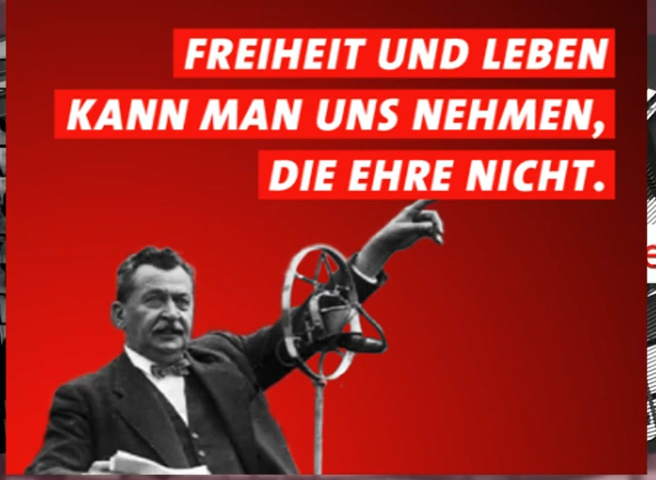 FREIHEIT UND LEBEN
KANN MAN UNS NEHMEN,
DIE EHRE NICHT.